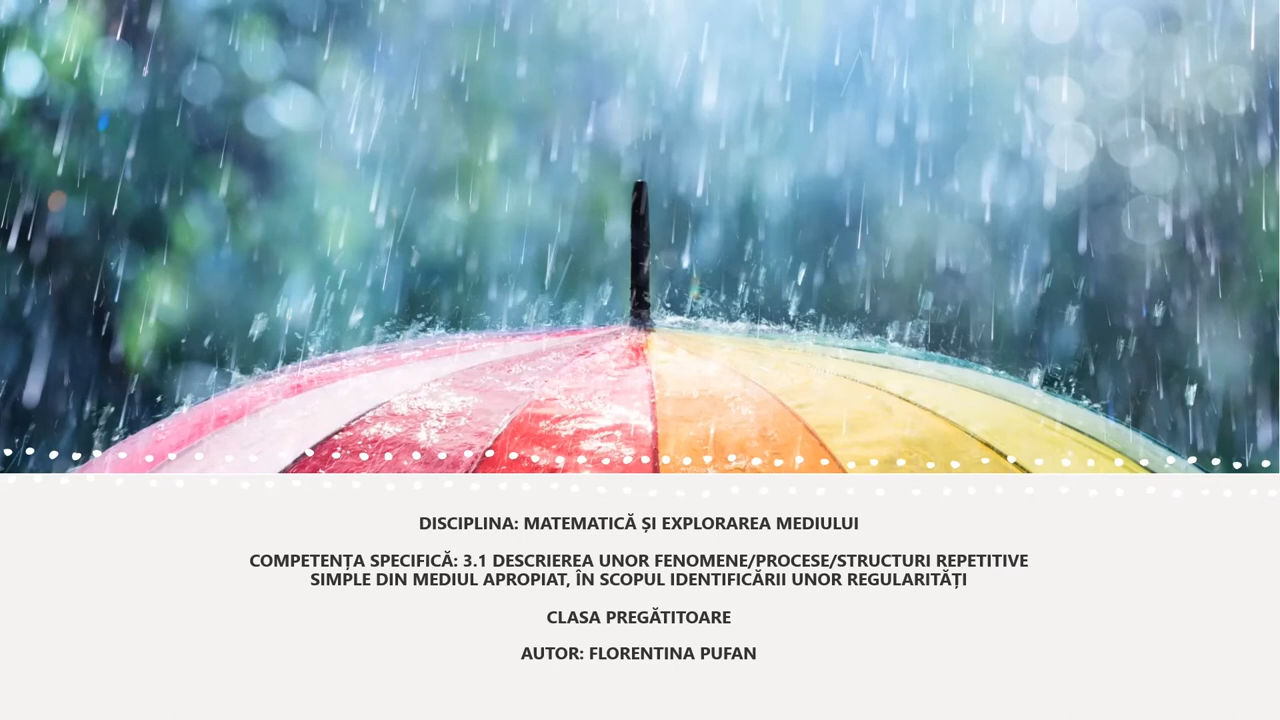 DISCIPLINA: MATEMATICĂ ȘI EXPLORAREA MEDIULUI
COMPETENȚA SPECIFICĂ: 3.1 DESCRIEREA UNOR FENOMENE/PROCESE/STRUCTURI REPETITIVE
SIMPLE DIN MEDIUL APROPIAT, ÎN SCOPUL IDENTIFICĂRII UNOR REGULARITĂȚI
CLASA PREGĂTITOARE
AUTOR: FLORENTINA PUFAN